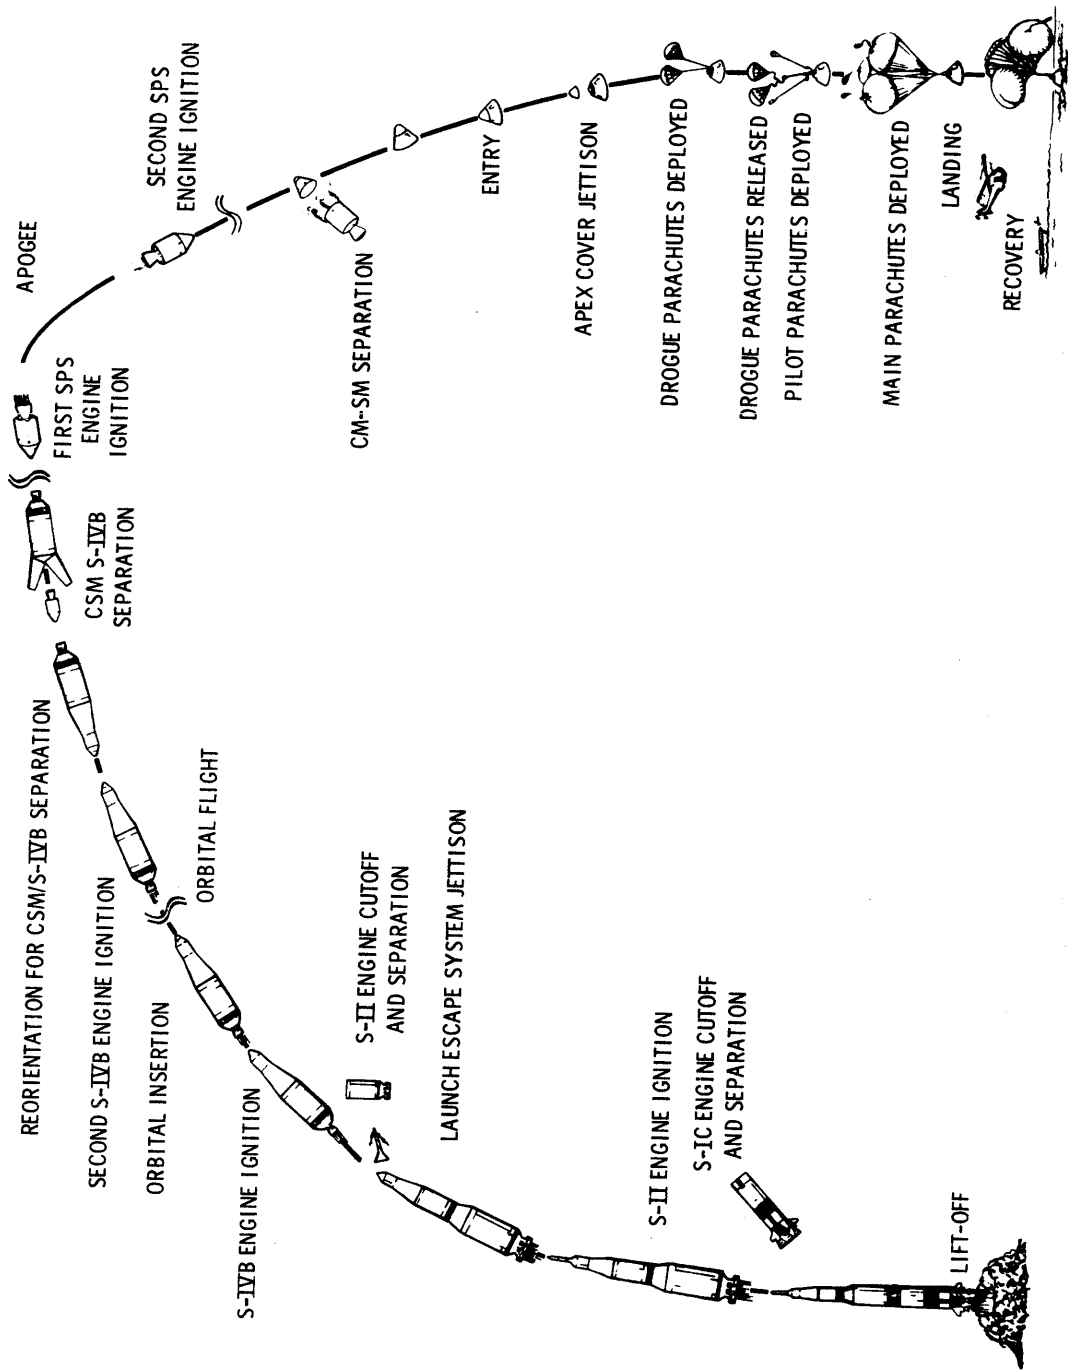 LIFT-OFF
S-IC ENGINE CUTOFF
AND SEPARATION
S-II ENGINE IGNITION
LAUNCH ESCAPE SYSTEM JETTISON
S-II ENGINE CUTOFF
AND SEPARATION
S-IVB ENGINE IGNITION
ORBITAL INSERTION
ORBITAL FLIGHT
SECOND S-IVB ENGINE IGNITION
REORIENTATION FOR CSM/S-IVB SEPARATION
CSM S-IVB
SEPARATION
FIRST SPS
ENGINE
IGNITION
APOGEE
SECOND SPS
ENGINE IGNITION
CM-SM SEPARATION
ENTRY
APEX COVER JETTISON
DROGUE PARACHUTES DEPLOYED
DROGUE PARACHUTES RELEASED
PILOT PARACHUTES DEPLOYED
MAIN PARACHUTES DEPLOYED
LANDING
RECOVERY